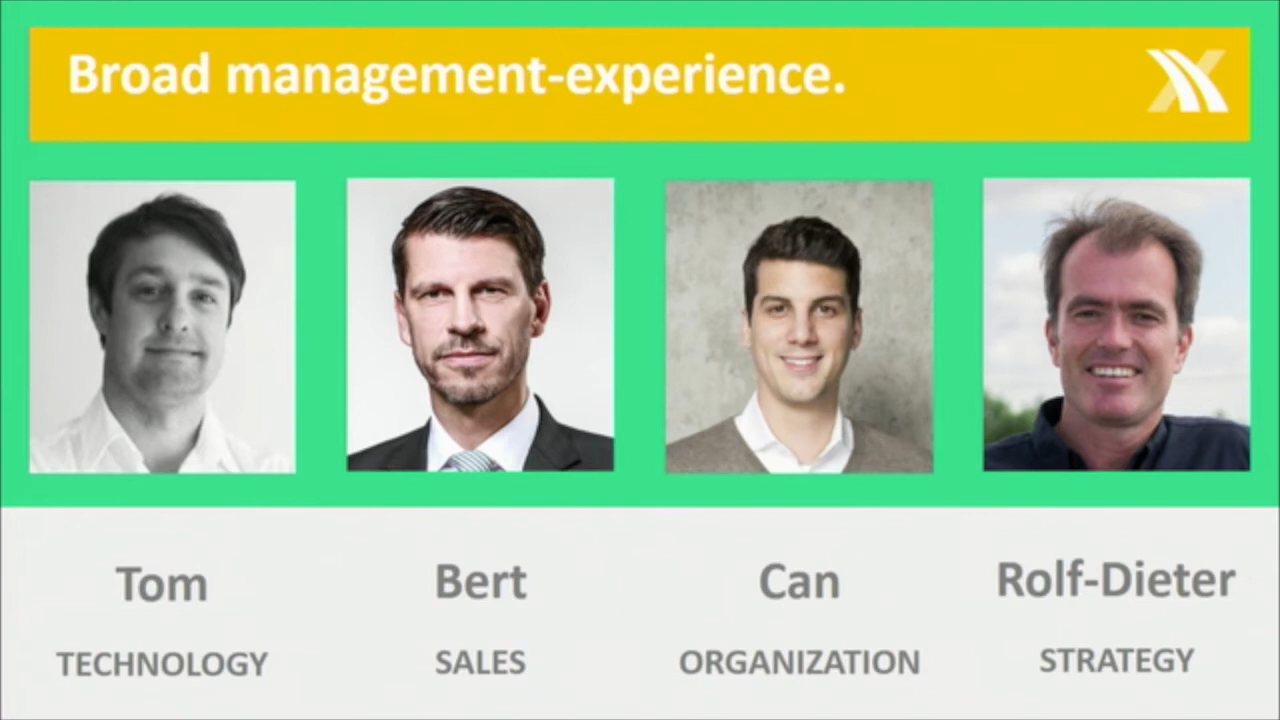 Broad management-experience.
Tom
Bert
Can
Rolf-Dieter
TECHNOLOGY
SALES
ORGANIZATION
STRATEGY